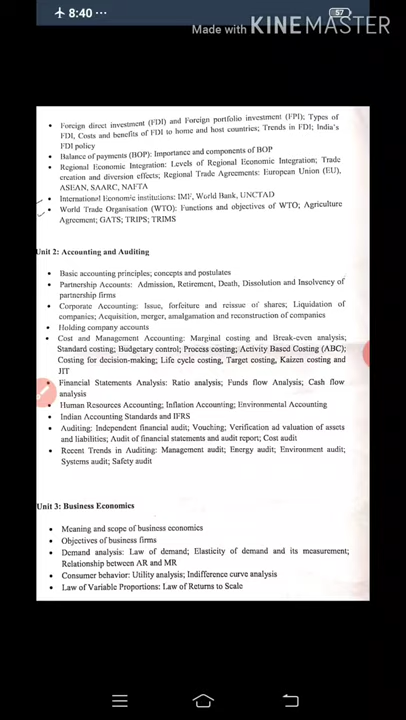 8:40 ···
57
Made with KINEMASTER
• Foreign direct investment (FDI) and Foreign portfolio investment (FPI); Types of
FDI, Costs and benefits of FDI to home and host countries; Trends in FDI; India's
FDI policy
• Balance of payments (BOP): Importance and components of BOP
• Regional Economic Integration: Levels of Regional Economic Integration; Trade
creation and diversion effects; Regional Trade Agreements: European Union (EU),
ASEAN, SAARC, NAFTA
• International Economic institutions: IMF, World Bank, UNCTAD
• World Trade Organisation (WTO): Functions and objectives of WTO; Agriculture
Agreement; GATS; TRIPS; TRIMS
Unit 2: Accounting and Auditing
• Basic accounting principles; concepts and postulates
• Partnership Accounts: Admission, Retirement, Death, Dissolution and Insolvency of
partnership firms
• Corporate Accounting: Issue, forfeiture and reissue of shares; Liquidation of
companies; Acquisition, merger, amalgamation and reconstruction of companies
• Holding company accounts
• Cost and Management Accounting: Marginal costing and Break-even analysis;
Standard costing; Budgetary control; Process costing; Activity Based Costing (ABC);
Costing for decision-making; Life cycle costing, Target costing, Kaizen costing and
JIT
• Financial Statements Analysis: Ratio analysis; Funds flow Analysis; Cash flow
analysis
• Human Resources Accounting; Inflation Accounting; Environmental Accounting
• Indian Accounting Standards and IFRS
• Auditing: Independent financial audit; Vouching; Verification ad valuation of assets
and liabilities; Audit of financial statements and audit report; Cost audit
• Recent Trends in Auditing: Management audit; Energy audit; Environment audit;
Systems audit; Safety audit
Unit 3: Business Economics
• Meaning and scope of business economics
• Objectives of business firms
• Demand analysis: Law of demand; Elasticity of demand and its measurement;
Relationship between AR and MR
• Consumer behavior: Utility analysis; Indifference curve analysis
• Law of Variable Proportions: Law of Returns to Scale